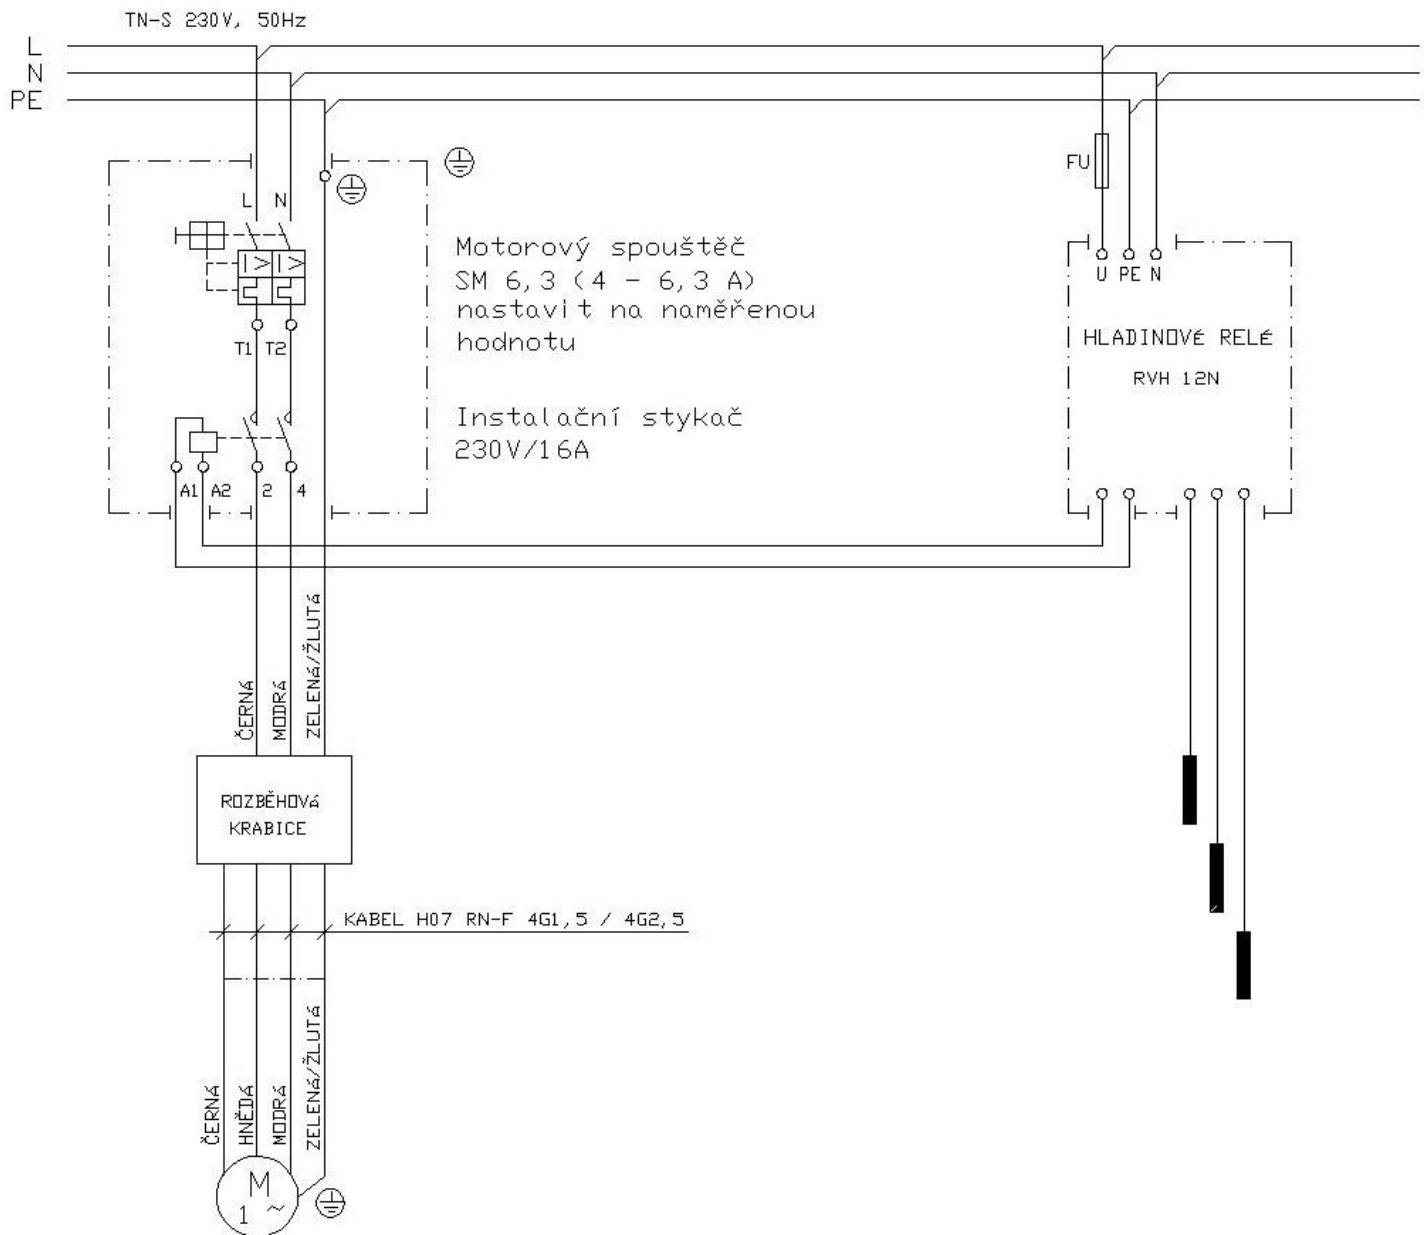 TN-S 230V, 50Hz
L
N
PE
FU
L N
U PE N
Motorový spouštěč
SM 6,3 (4 - 6,3 A)
nastavit na naměřenou
hodnotu
T1 T2
HLADINOVÉ RELÉ
RVH 12N
Instalační stykač
230V/16A
A1 A2 2 4
ČERNÁ
MODRÁ
ZELENÁ/ŽLUTÁ
ROZBĚHOVÁ
KRABICE
KABEL H07 RN-F 4G1,5 / 4G2,5
ČERNÁ
HNĚDÁ
MODRÁ
ZELENÁ/ŽLUTÁ
M
1 ~